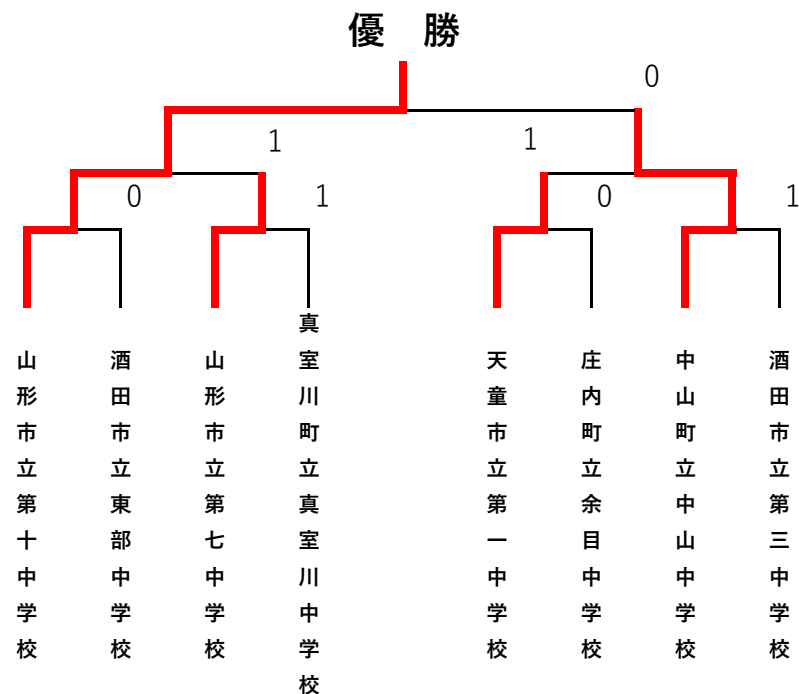 優　勝
0
1
1
0
1
0
1
山形市立第十中学校
酒田市立東部中学校
山形市立第七中学校
真室川町立真室川中学校
天童市立第一中学校
庄内町立余目中学校
中山町立中山中学校
酒田市立第三中学校